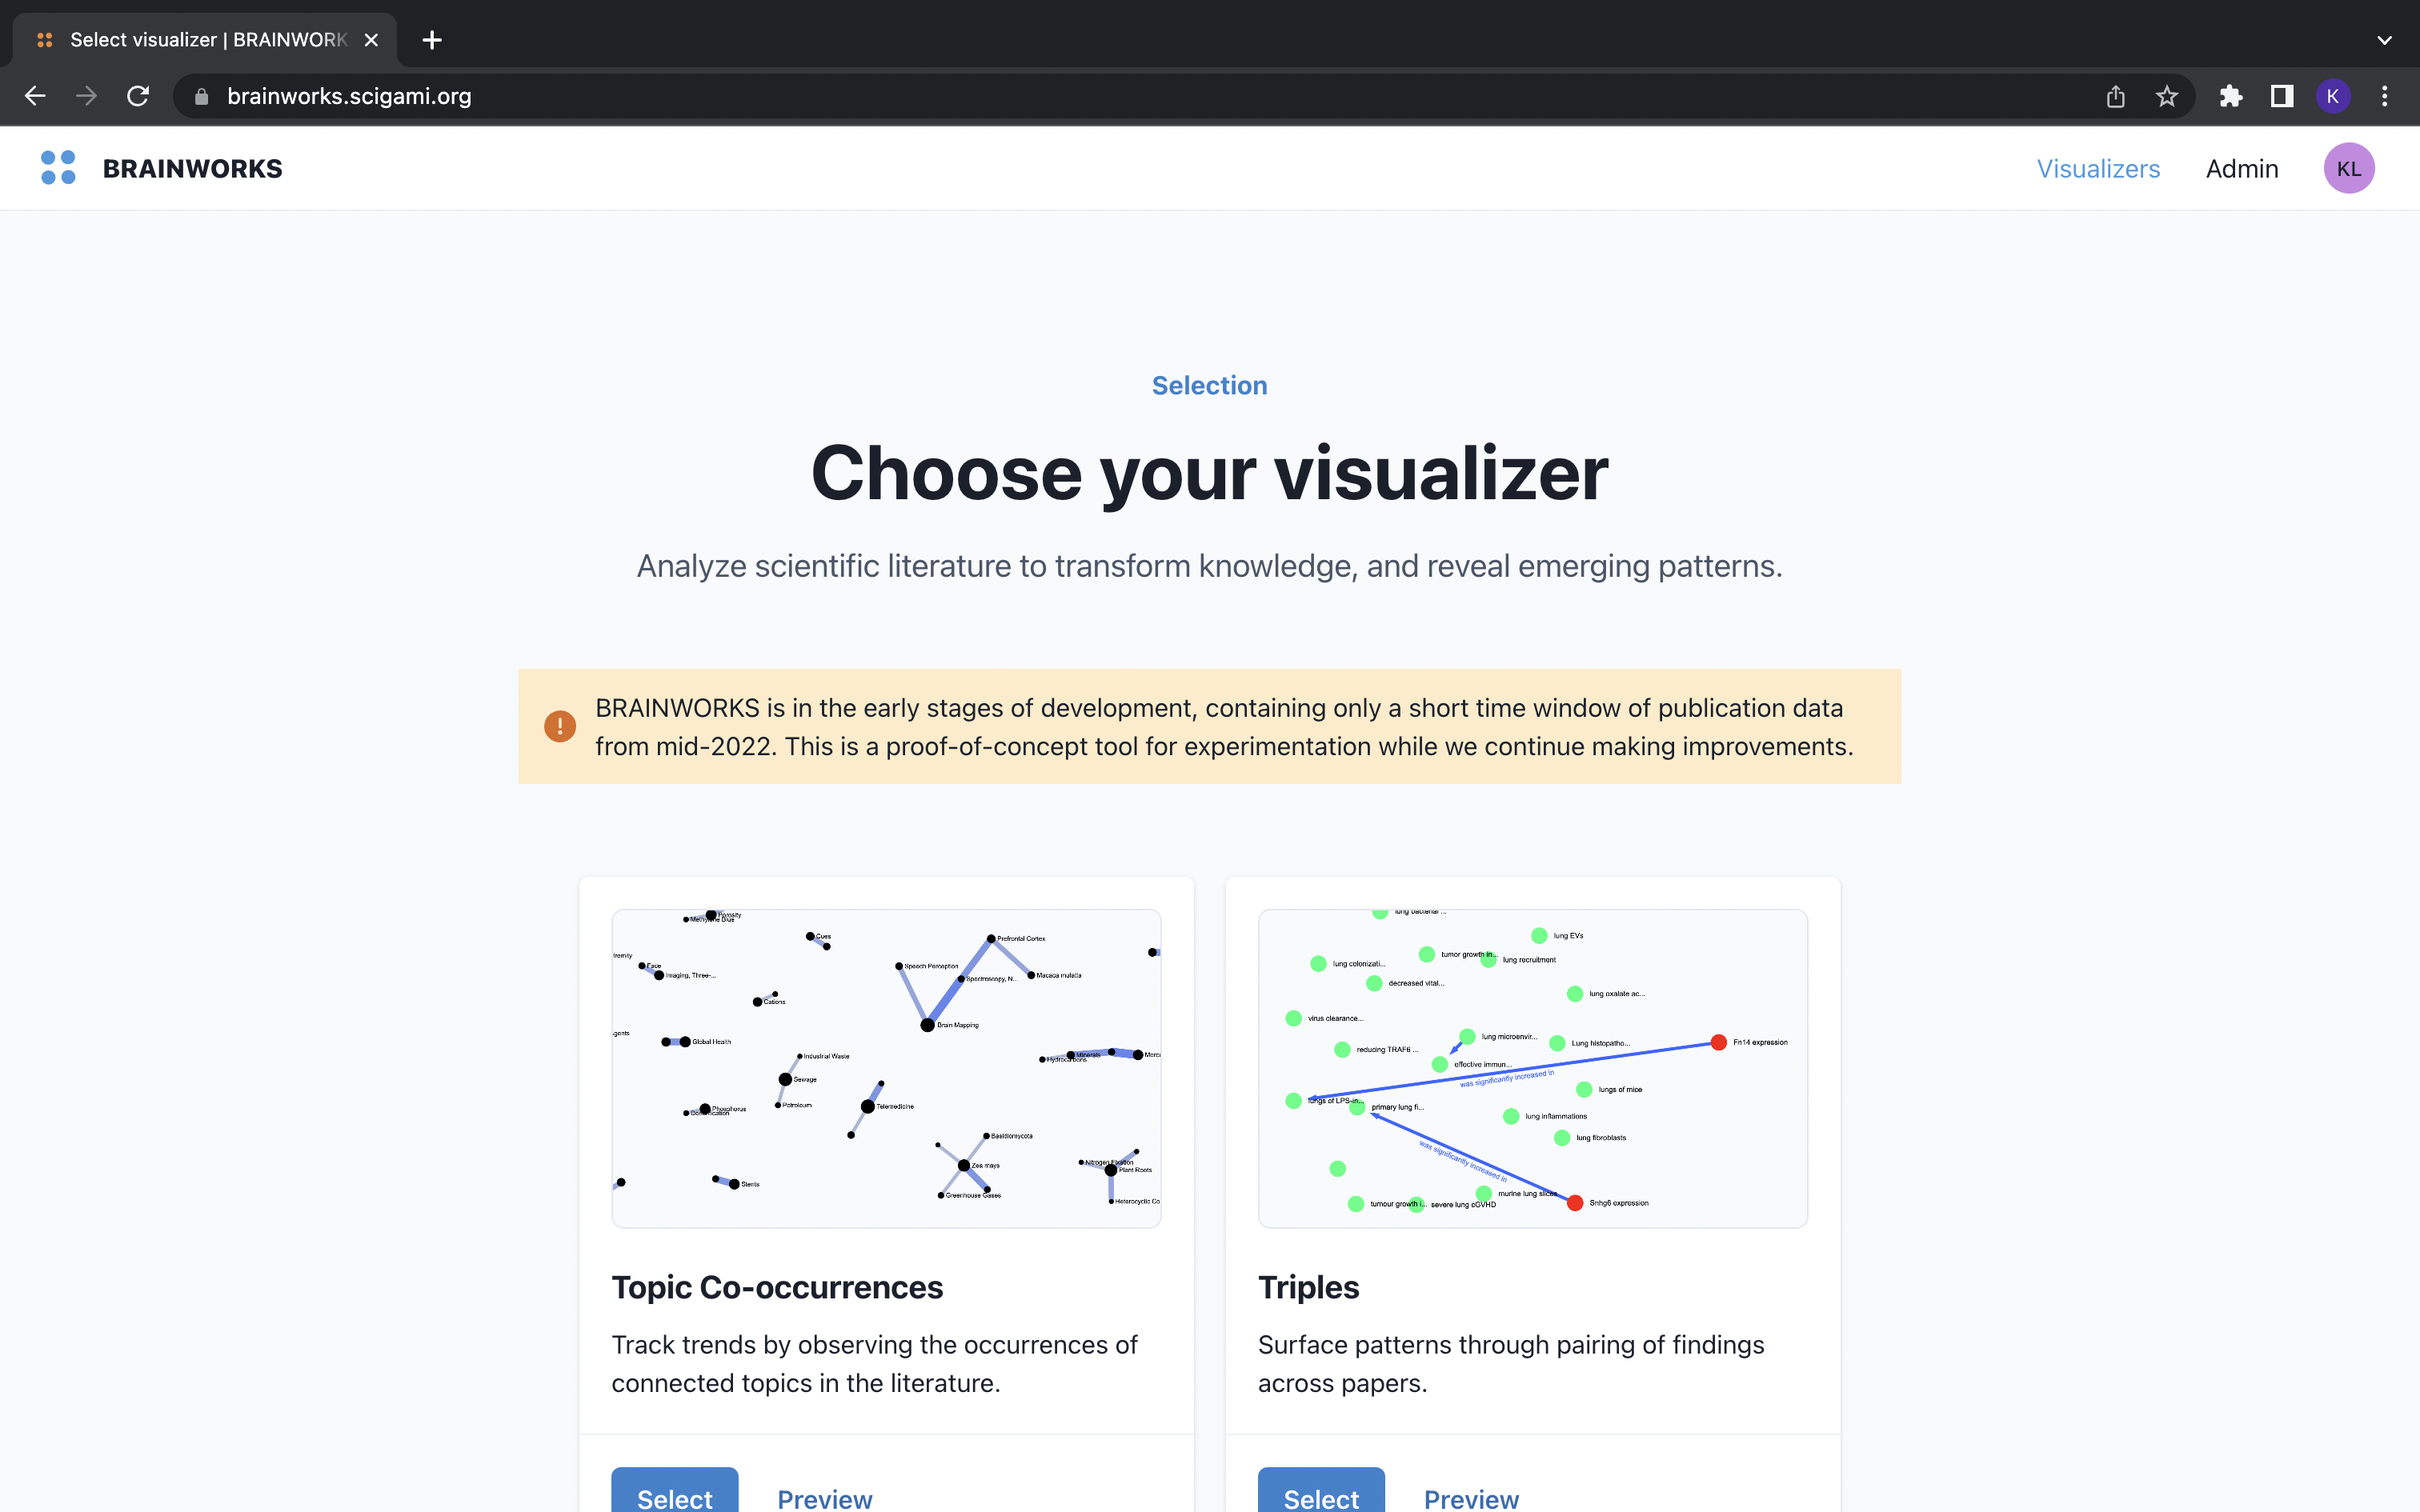 Select visualizer | BRAINWORK
brainworks.scigami.org
K
BRAINWORKS
Visualizers
Admin
KL
Selection
Choose your visualizer
Analyze scientific literature to transform knowledge, and reveal emerging patterns.
BRAINWORKS is in the early stages of development, containing only a short time window of publication data
from mid-2022. This is a proof-of-concept tool for experimentation while we continue making improvements.
Porosity
Methylene Blue
Cues
Prefrontal Cortex
Face
Imaging, Three-...
Speech Perception
Spectroscopy, N...
Macaca mulatta
Cations
Brain Mapping
Global Health
Industrial Waste
Hydrocarbons
Minerals
Sewage
Petroleum
Phosphorus
Telemedicine
Basidiomycota
Zea mays
Nitrogen Fixation
Plant Roots
Stents
Greenhouse Gases
Heterocyclic Co
lung bacterial ...
lung EVs
tumor growth in...
lung recruitment
lung colonizati...
decreased vital...
lung oxalate ac...
virus clearance...
lung microenvir...
Lung histopatho...
Fn14 expression
reducing TRAF6 ...
effective immun...
was significantly increased in
lungs of mice
lungs of LPS-in...
primary lung fi...
lung inflammations
lung fibroblasts
was significantly increased in
murine lung slices
tumour growth i...
severe lung cGVHD
Snhg6 expression
Topic Co-occurrences
Track trends by observing the occurrences of
connected topics in the literature.
Select
Preview
Triples
Surface patterns through pairing of findings
across papers.
Select
Preview